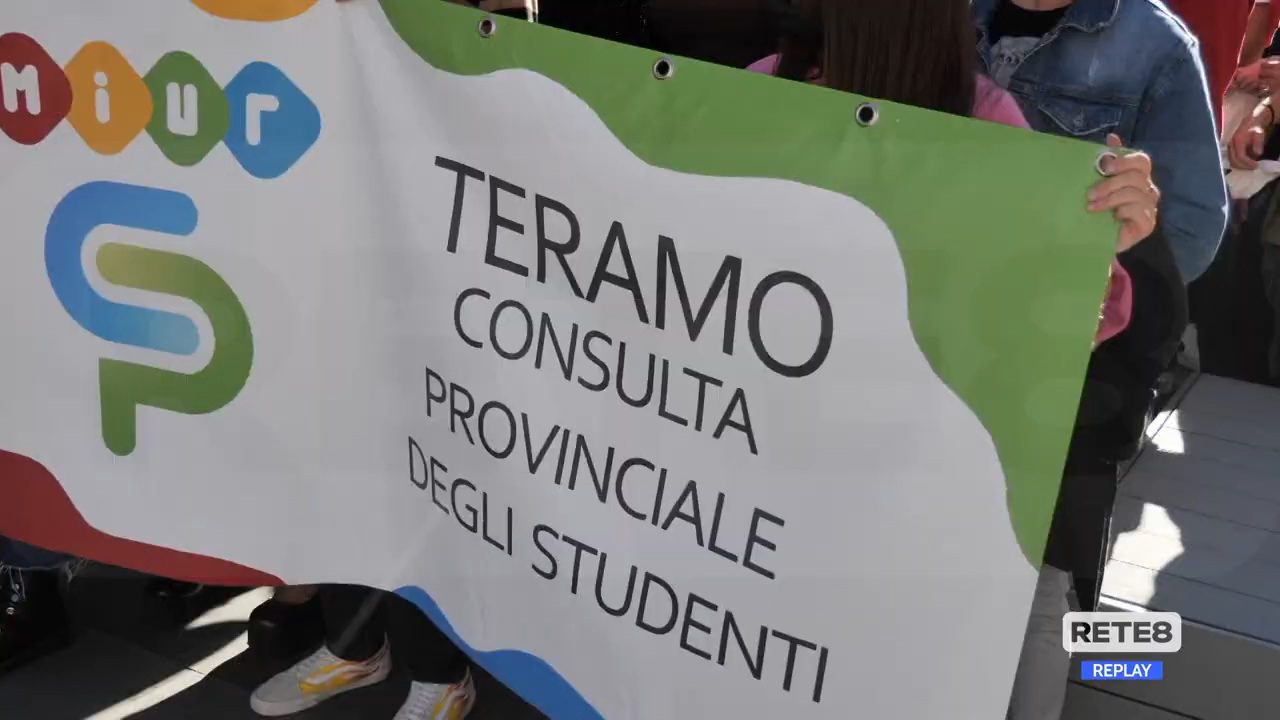 miur
TERAMO
CONSULTA
PROVINCIALE
DEGLI STUDENTI
RETE8
REPLAY